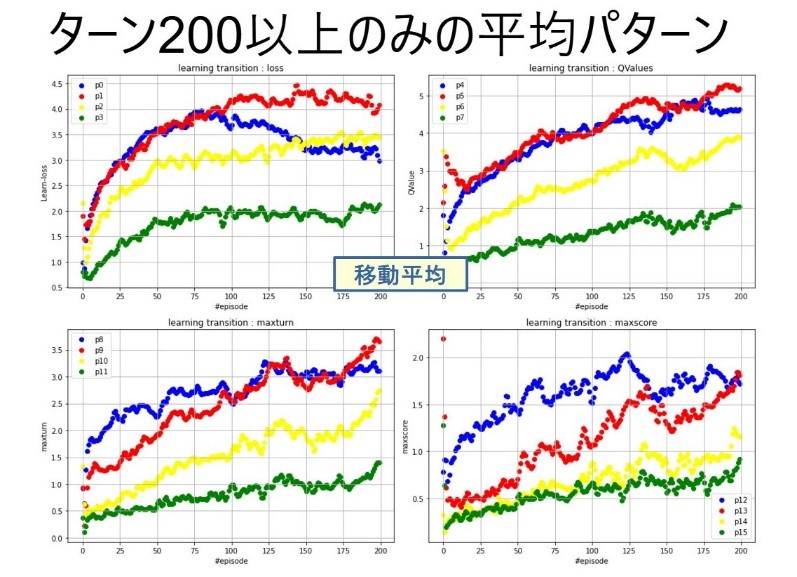 ターン200以上のみの平均パターン
learning transition : loss
4.5
4.0
3.5
3.0
2.5
2.0
1.5
1.0
0.5
Learn-loss
p0
p1
p2
p3
0 25 50 75 100 125 150 175 200
#episode
learning transition : QValues
5
4
3
2
1
QValue
p4
p5
p6
p7
0 25 50 75 100 125 150 175 200
#episode
移動平均
learning transition : maxturn
3.5
3.0
2.5
2.0
1.5
1.0
0.5
0.0
maxturn
p8
p9
p10
p11
0 25 50 75 100 125 150 175 200
#episode
learning transition : maxscore
2.0
1.5
1.0
0.5
maxscore
p12
p13
p14
p15
0 25 50 75 100 125 150 175 200
#episode